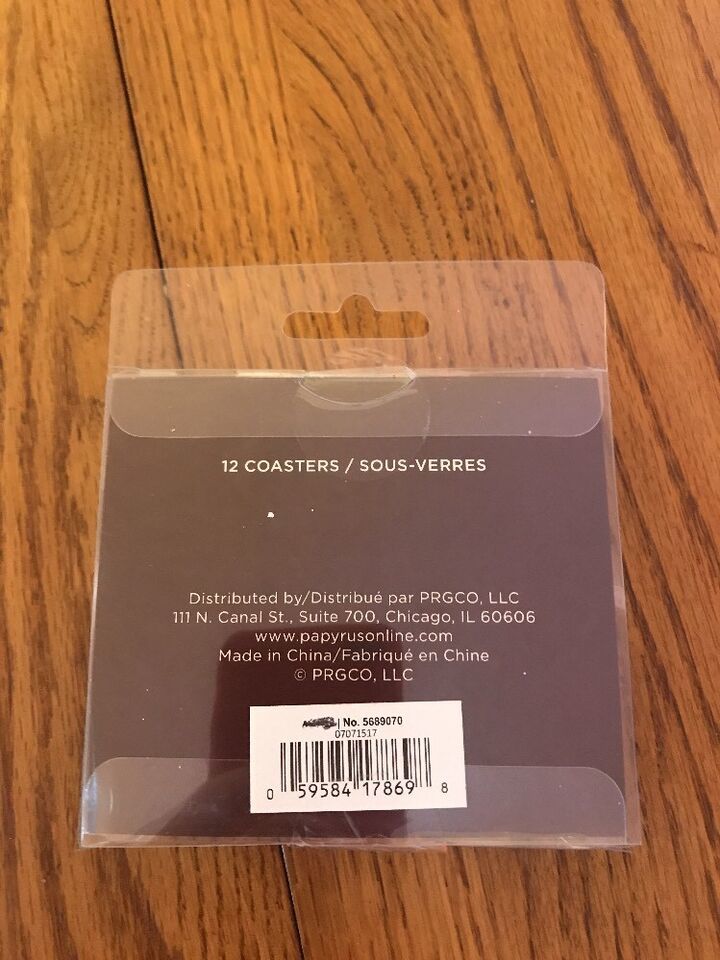 12 COASTERS / SOUS-VERRES
Distributed by/Distribué par PRGCO, LLC
111 N. Canal St., Suite 700, Chicago, IL 60606
www.papyrusonline.com
Made in China/Fabriqué en Chine
© PRGCO, LLC
| No. 5689070
07071517
0 59584 17869 8